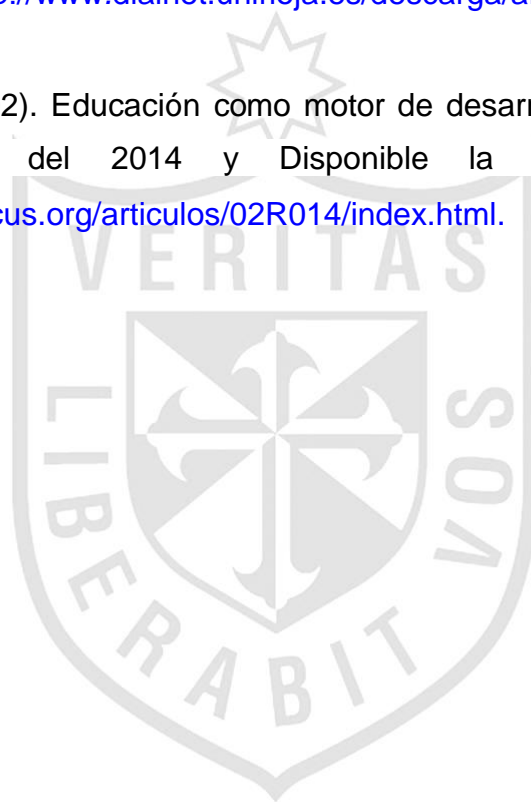 2). Educación como motor de desarr
del 2014 y Disponible la
cus.org/articulos/02R014/index.html.
VERITAS
LIBERABIT
VOS